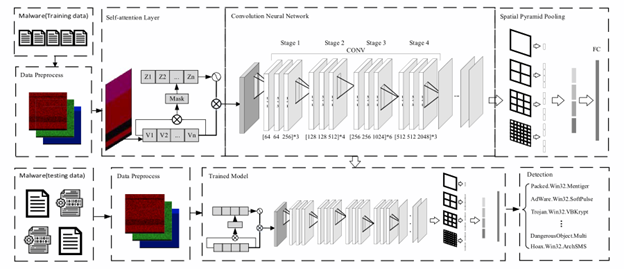 Malware(Training data)
Self-attention Layer
Convolution Neural Network
Spatial Pyramid Pooling
Stage 1
Stage 2
Stage 3
Stage 4
CONV
FC
Data Preprocess
Z1
Z2
...
Zn
Mask
V1
V2
...
Vn
[64 64 256]*3
[128 128 512]*4
[256 256 1024]*6
[512 512 2048]*3
Malware(testing data)
Data Preprocess
Trained Model
Detection
Packed.Win32.Mentiger
AdWare.Win32.SoftPulse
Trojan.Win32.VBKrypt
DangerousObject.Multi
Hoax.Win32.ArchSMS